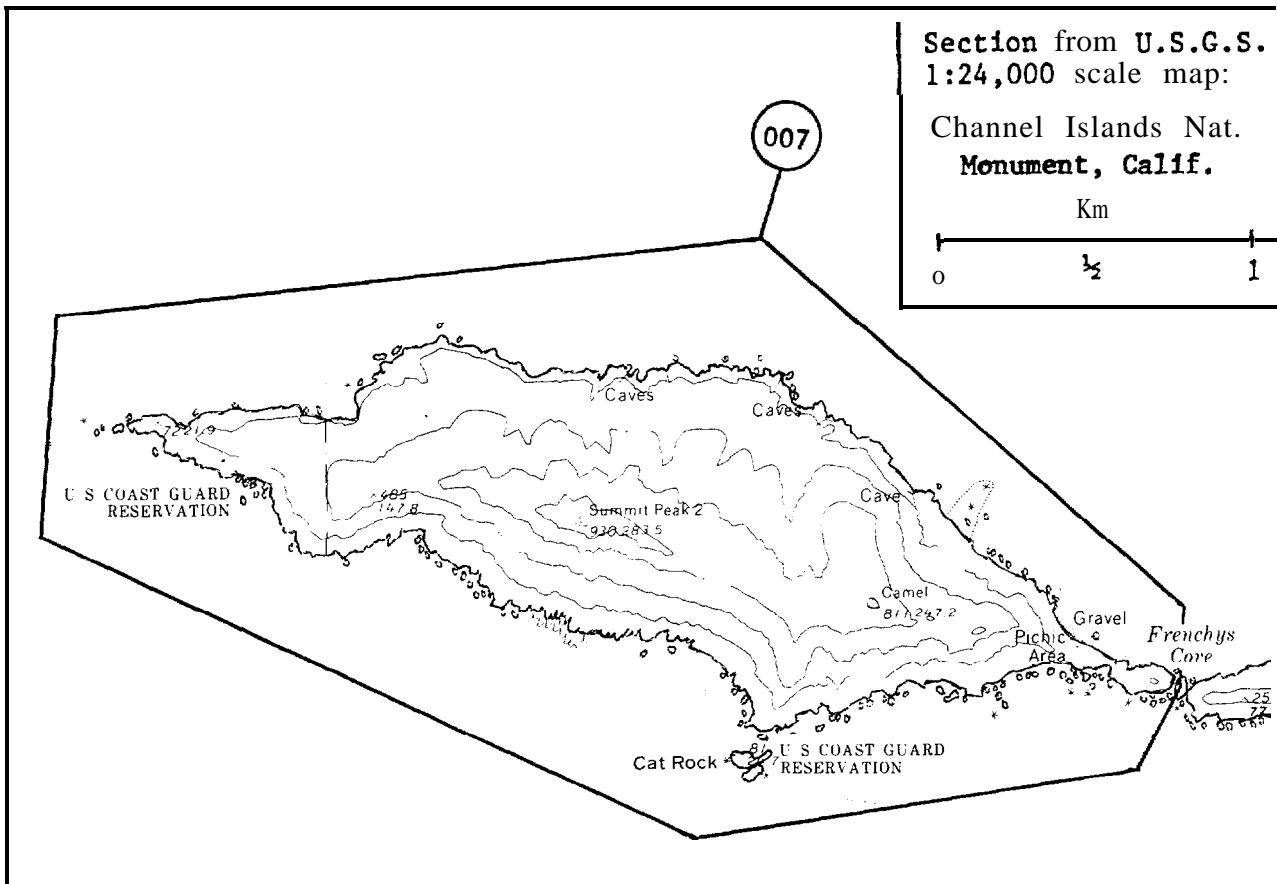 Section from U.S.G.S.
1:24,000 scale map:
Channel Islands Nat.
Monument, Calif.
Km
0 ½ 1
007
Caves
Caves
U S COAST GUARD
RESERVATION
485
147.8
Summit Peak 2
930 283.5
Cave
Camel
811 247.2
Gravel
Picnic
Area
Frenchys
Cove
25
77
Cat Rock
U S COAST GUARD
RESERVATION